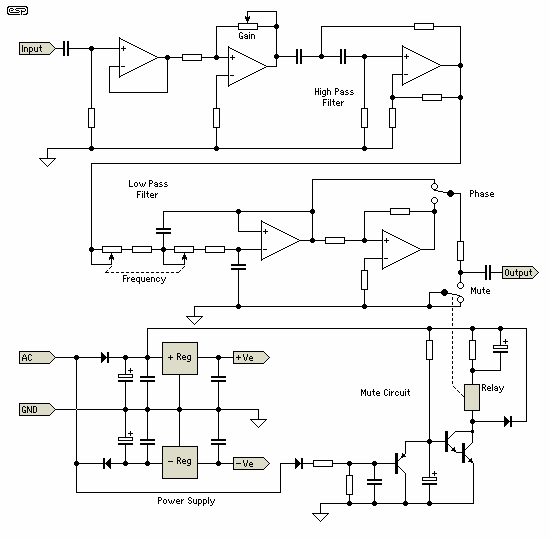 ESP
Input
Gain
High Pass
Filter
Low Pass
Filter
Phase
Frequency
Output
Mute
AC
+ Reg
+Ve
Mute Circuit
Relay
GND
- Reg
-Ve
Power Supply